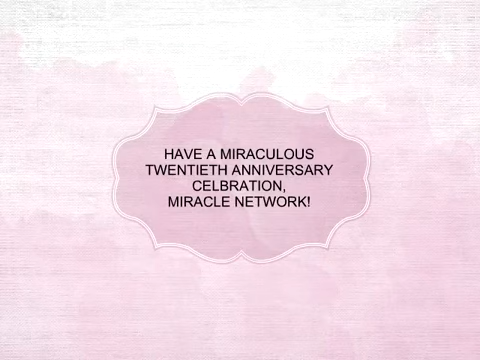 HAVE A MIRACULOUS
TWENTIETH ANNIVERSARY
CELBRATION,
MIRACLE NETWORK!